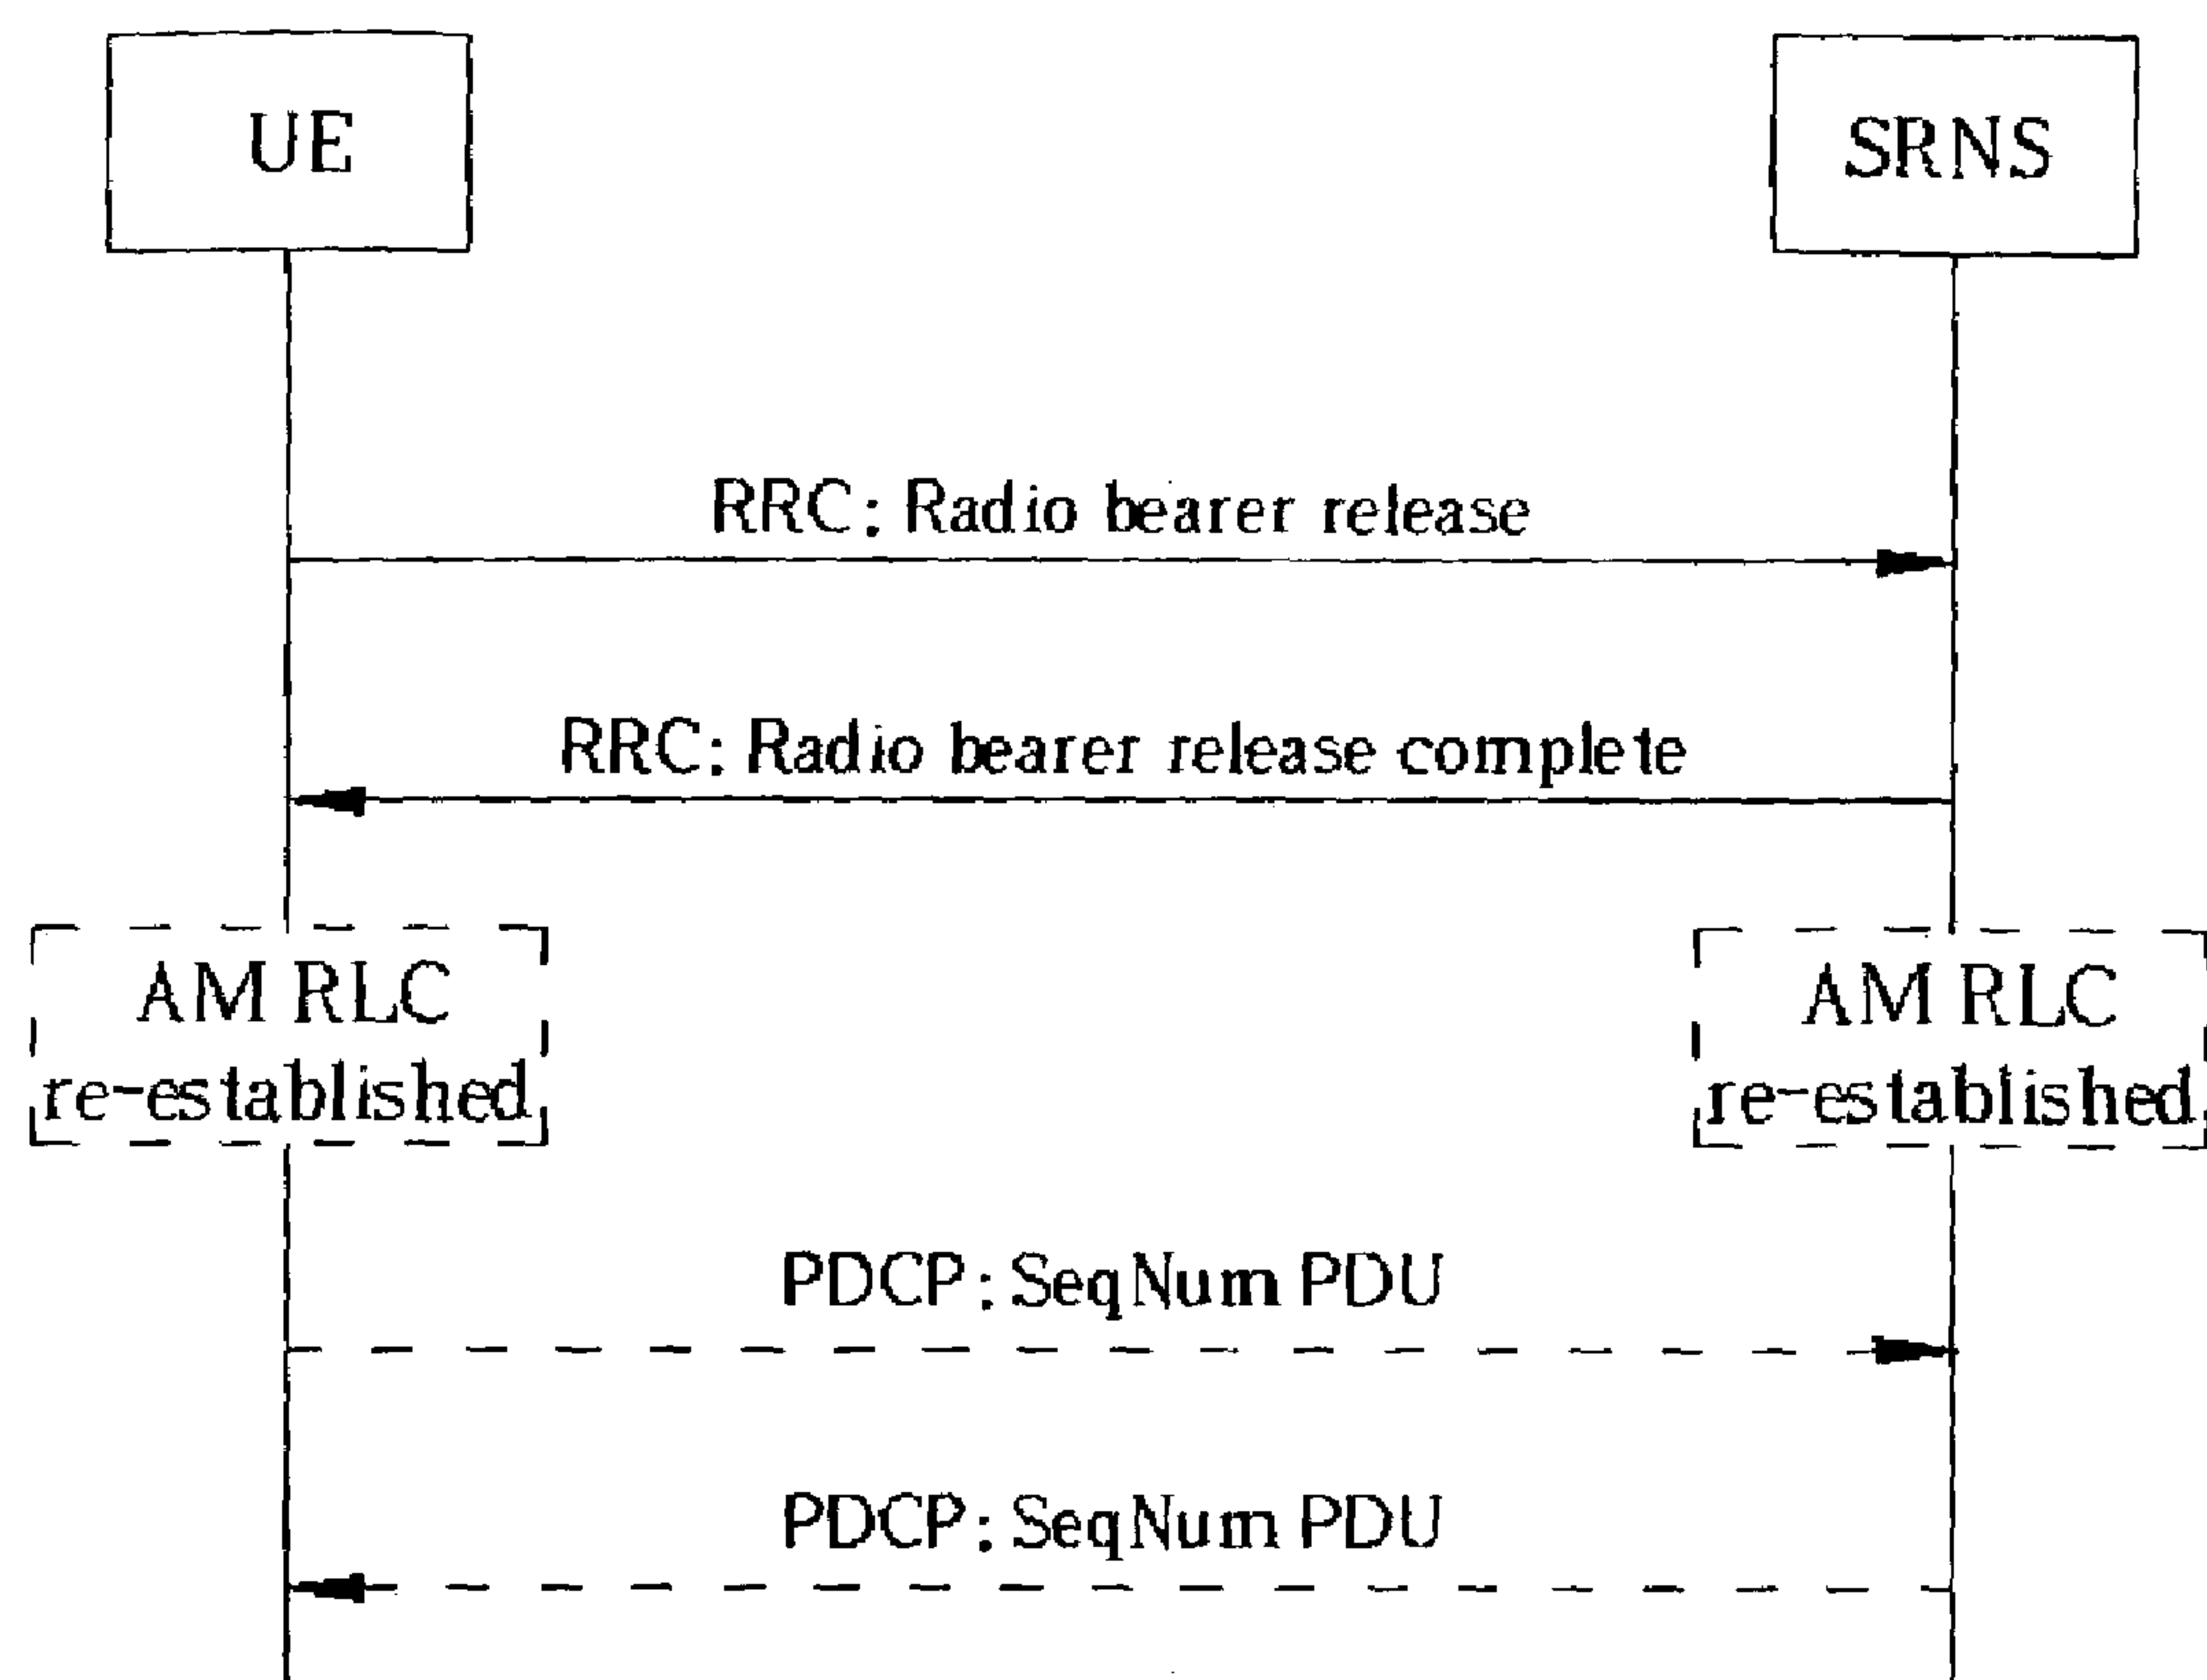 UE
SRNS
RRC: Radio bearer release
RRC: Radio bearer release complete
AM RLC
re-established
AM RLC
re-established
PDCP: SeqNum PDU
PDCP: SeqNum PDU